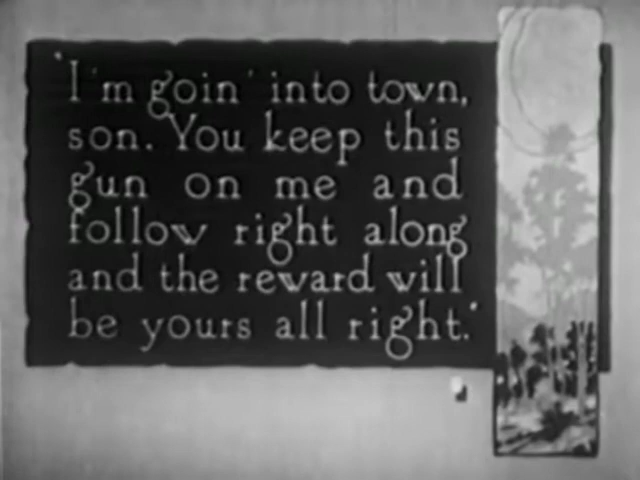 "I'm goin' into town,
son. You keep this
gun on me and
follow right along
and the reward will
be yours all right."